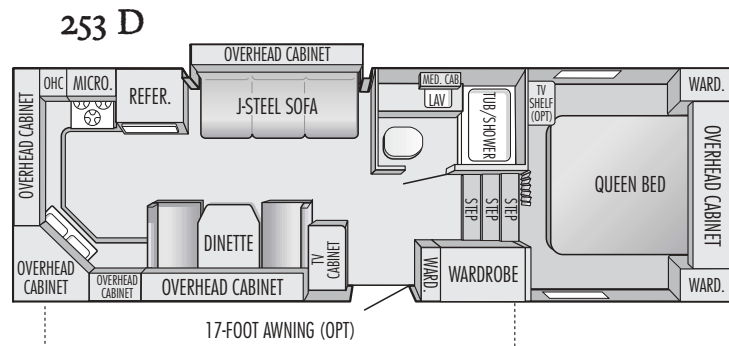 253 D
OVERHEAD CABINET
OHC
MICRO.
REFER.
J-STEEL SOFA
MED. CAB
LAV
TUB/SHOWER
TV
SHELF
(OPT)
WARD.
OVERHEAD CABINET
QUEEN BED
OVERHEAD CABINET
STEP
STEP
STEP
DINETTE
TV
CABINET
OVERHEAD
CABINET
OVERHEAD
CABINET
OVERHEAD CABINET
WARD.
WARDROBE
WARD.
17-FOOT AWNING (OPT)